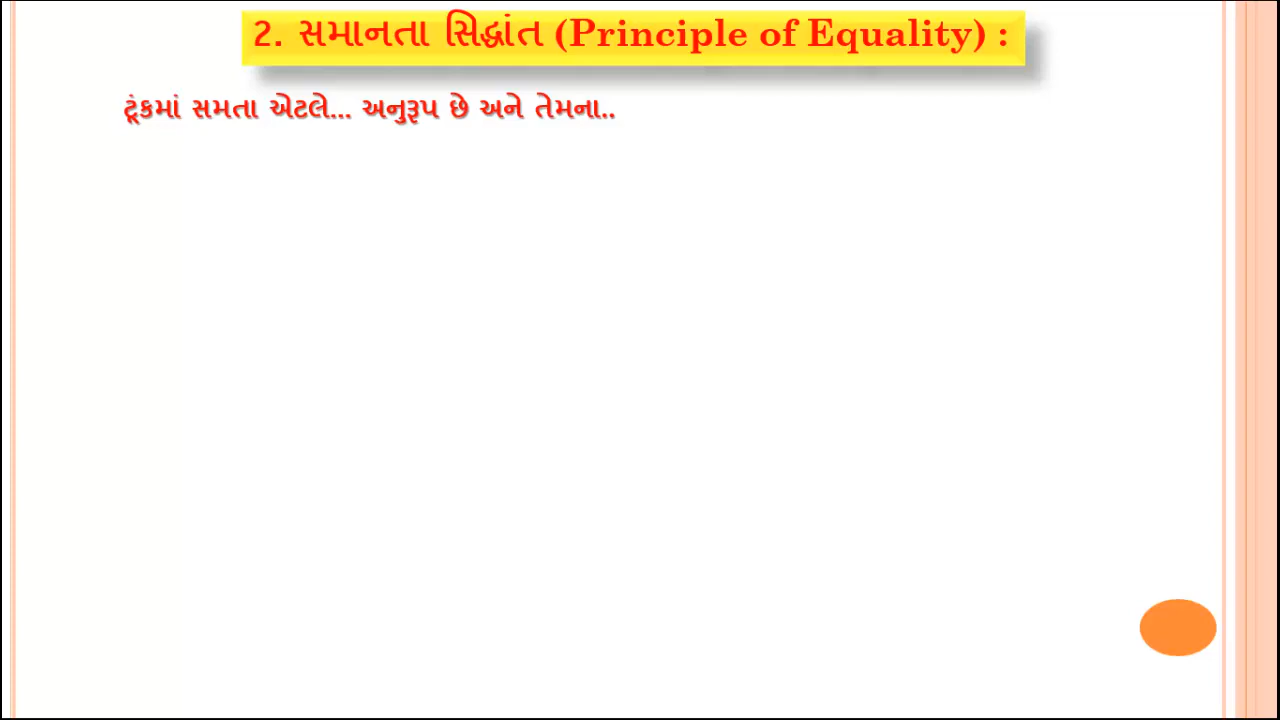 2. સમાનતા સિદ્ધાંત (Principle of Equality) :
ટૂંકમાં સમતા એટલે... અનુરૂપ છે અને તેમના..